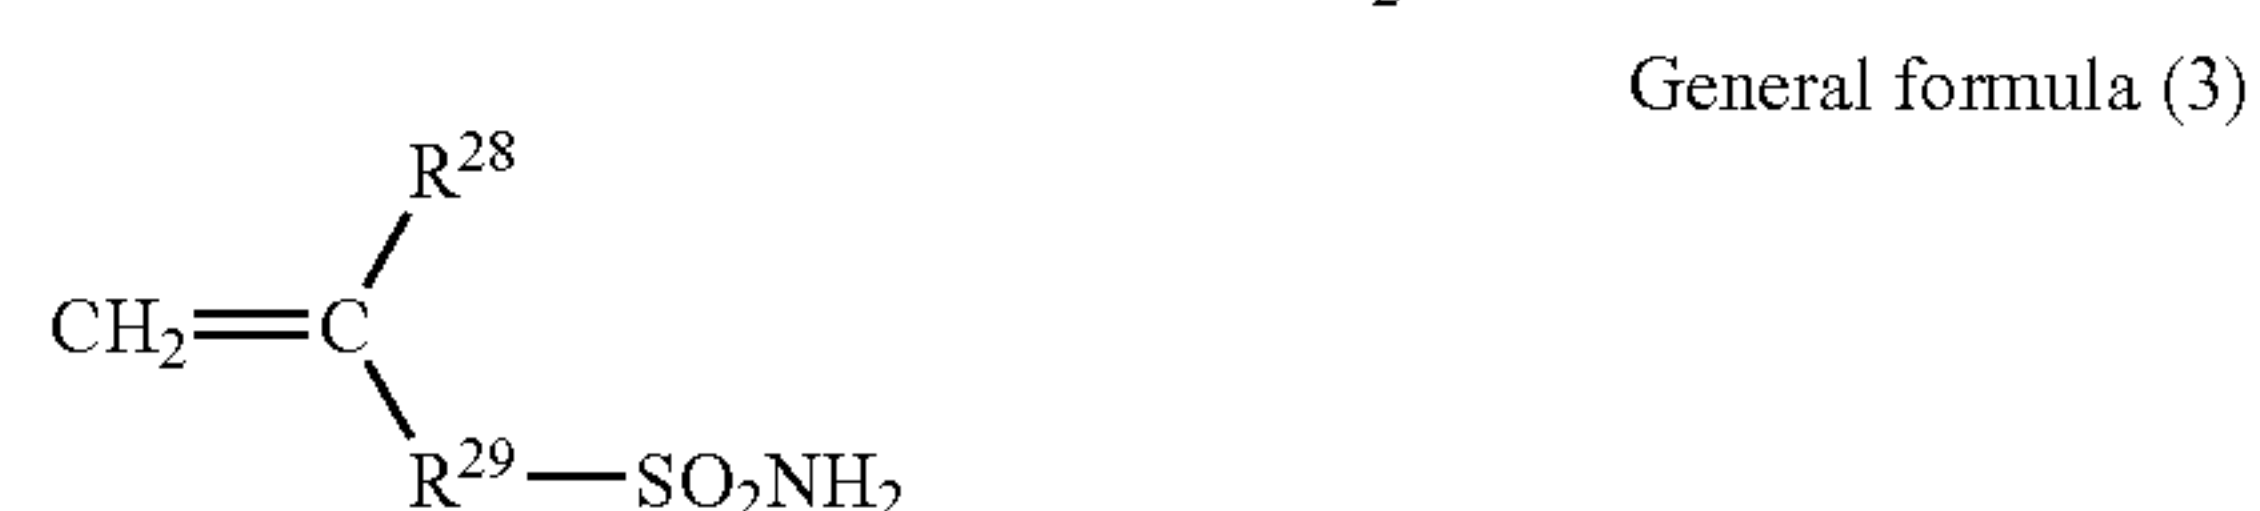 General formula (3)
R²⁸
CH₂=C
R²⁹—SO₂NH₂